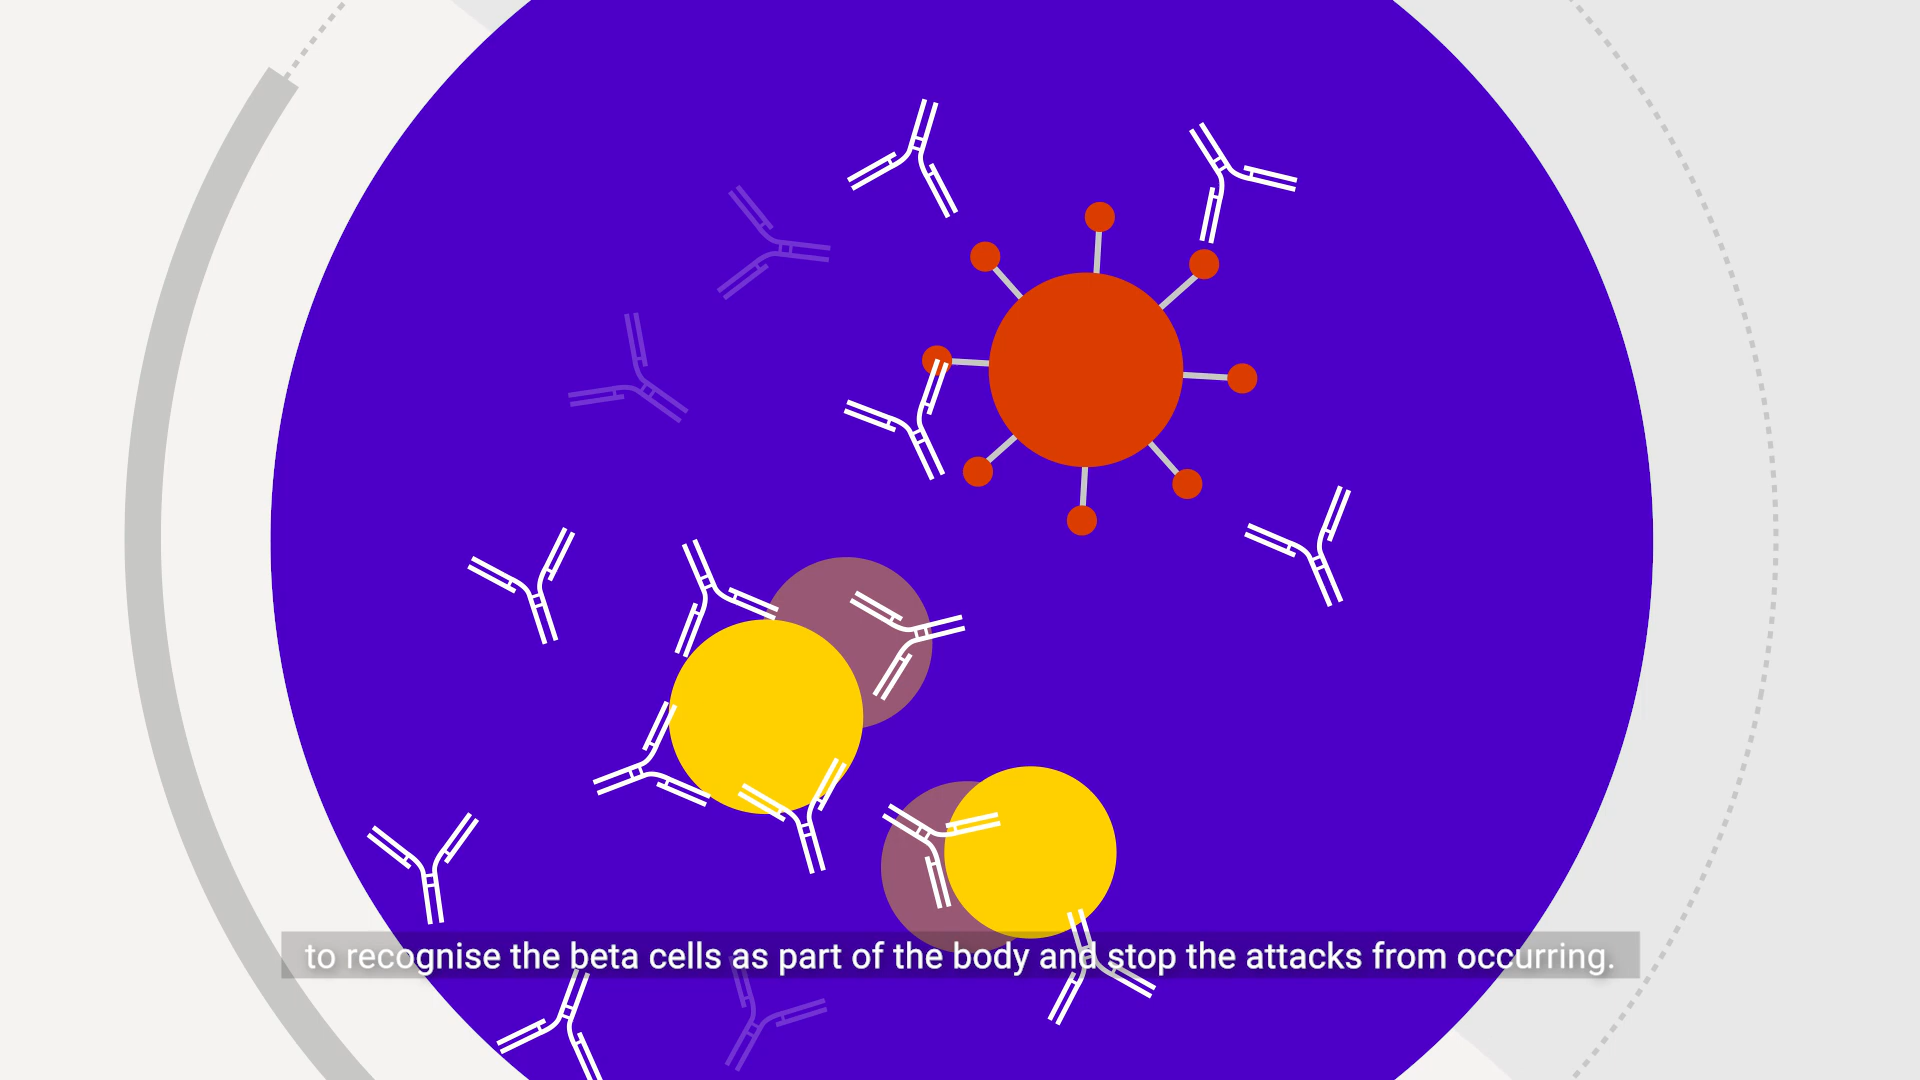 to recognise the beta cells as part of the body and stop the attacks from occurring.